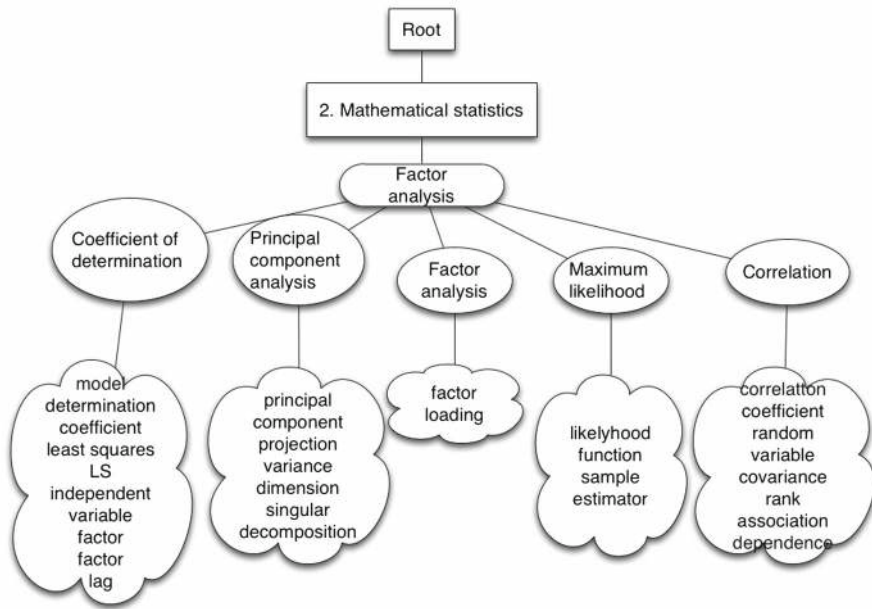 Root
2. Mathematical statistics
Factor
analysis
Coefficient of
determination
Principal
component
analysis
Factor
analysis
Maximum
likelihood
Correlation
model
determination
coefficient
least squares
LS
independent
variable
factor
factor
lag
principal
component
projection
variance
dimension
singular
decomposition
factor
loading
likelyhood
function
sample
estimator
correlatton
coefficient
random
variable
covariance
rank
association
dependence